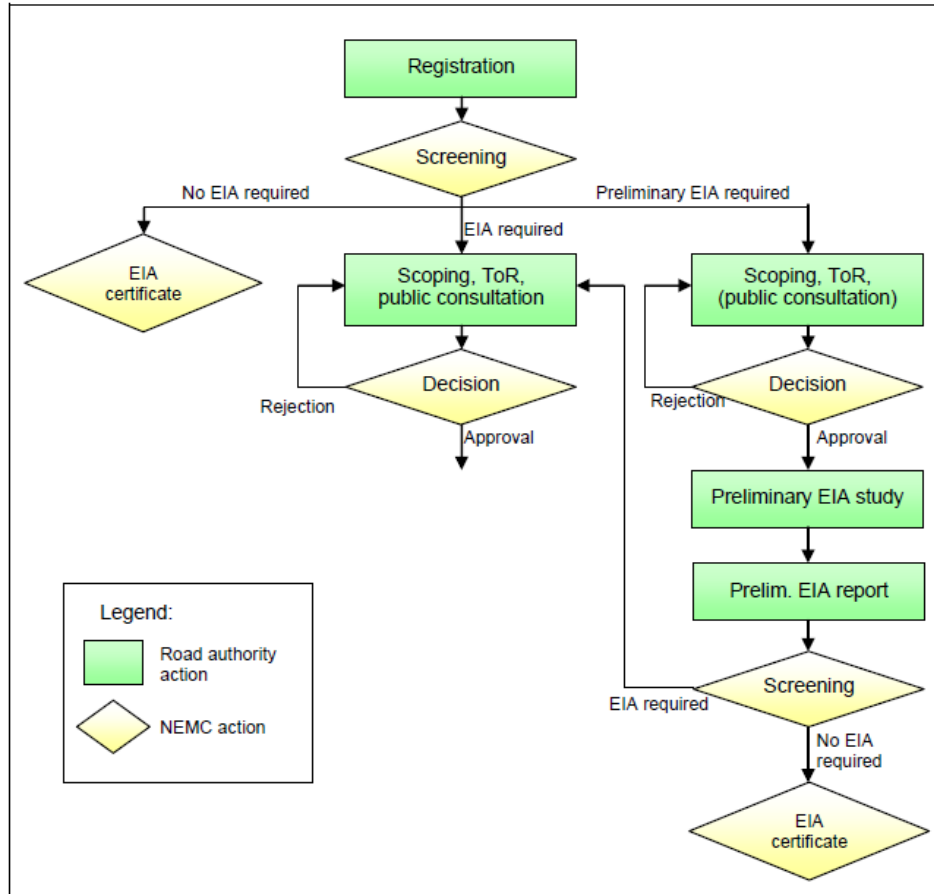 Registration
Screening
No EIA required
Preliminary EIA required
EIA required
EIA
certificate
Scoping, ToR,
public consultation
Scoping, ToR,
(public consultation)
Decision
Decision
Rejection
Rejection
Approval
Approval
Preliminary EIA study
Prelim. EIA report
Legend:
Road authority
action
NEMC action
Screening
EIA required
No EIA
required
EIA
certificate